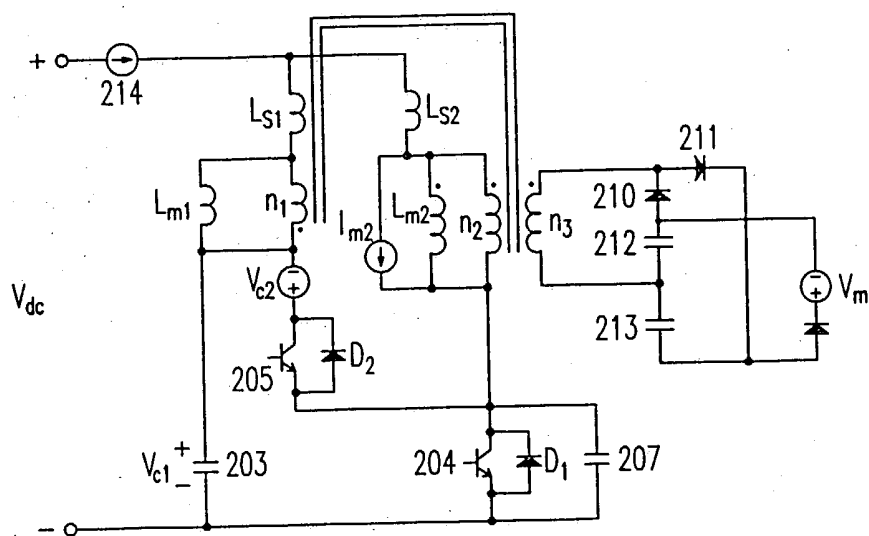 +
214
L_S1
L_S2
211
L_m1
n_1
I_m2
L_m2
n_2
n_3
210
212
V_c2
V_dc
- +
V_m
213
- +
205
D_2
V_c1
+ -
203
204
D_1
207
-